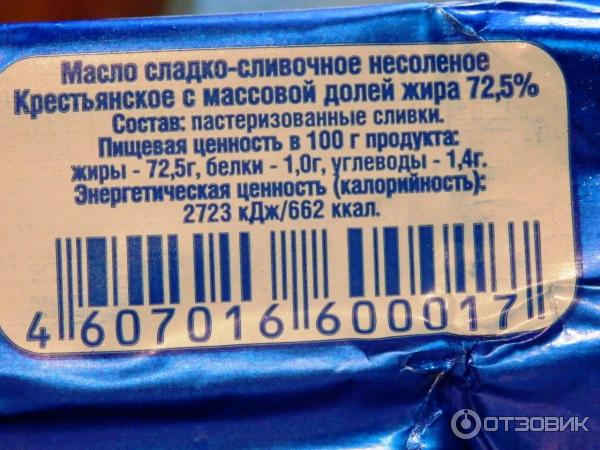 Масло сладко-сливочное несоленое
Крестьянское с массовой долей жира 72,5%
Состав: пастеризованные сливки.
Пищевая ценность в 100 г продукта:
жиры - 72,5г, белки - 1,0г, углеводы - 1,4г.
Энергетическая ценность (калорийность):
2723 кДж/662 ккал.
4 607016 600017
ОТЗОВИК